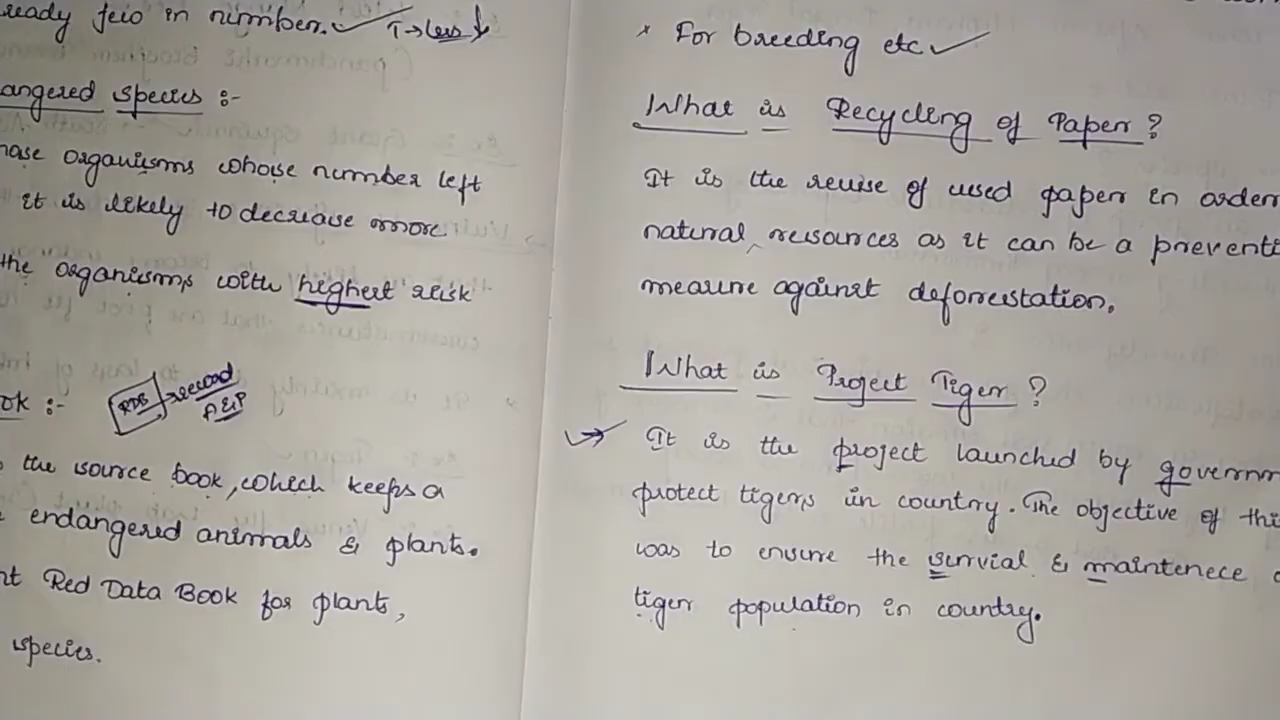 ready few in number. T→less ↓
angered species :-
hose organisms whose number left
it is likely to decrease more
the organisms with highest risk
ok :- RDB → record A & P
the source book, which keeps a
endangered animals & plants.
nt Red Data Book for plants,
species.
* For breeding etc
What is Recycling of Paper ?
It is the reuse of used paper in order
natural resources as it can be a preventi
measure against deforestation.
What is Project Tiger ?
→ It is the project launched by governm
protect tigers in country. The objective of thi
was to ensure the survial & maintenece o
tiger population in country.